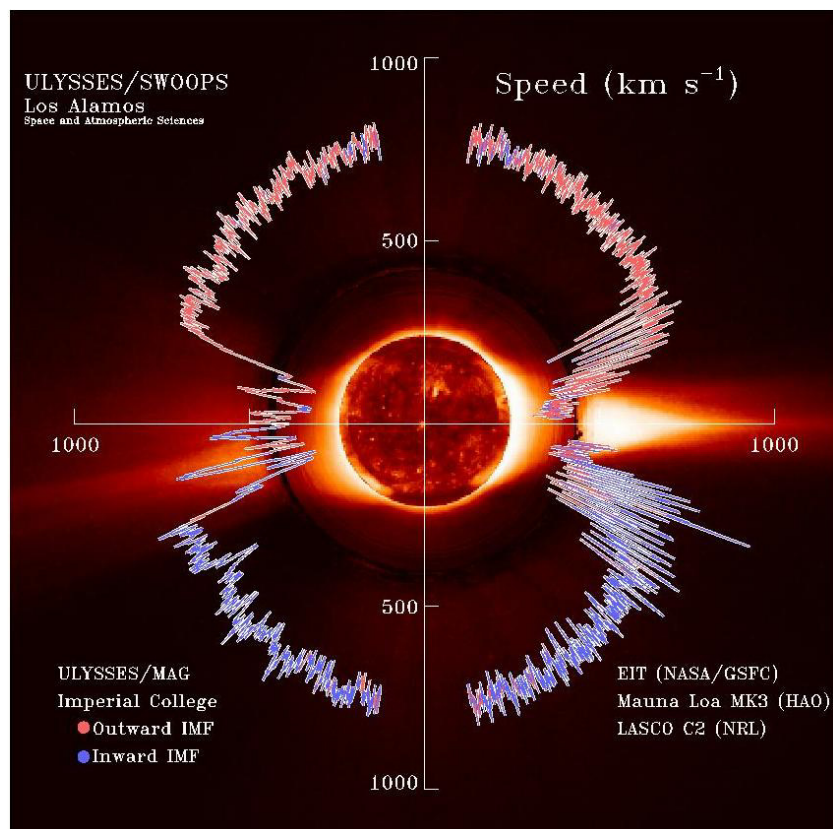 ULYSSES/SWOOPS
Los Alamos
Space and Atmospheric Sciences
1000
Speed (km s⁻¹)
500
1000
1000
500
ULYSSES/MAG
Imperial College
Outward IMF
Inward IMF
EIT (NASA/GSFC)
Mauna Loa MK3 (HAO)
LASCO C2 (NRL)
1000